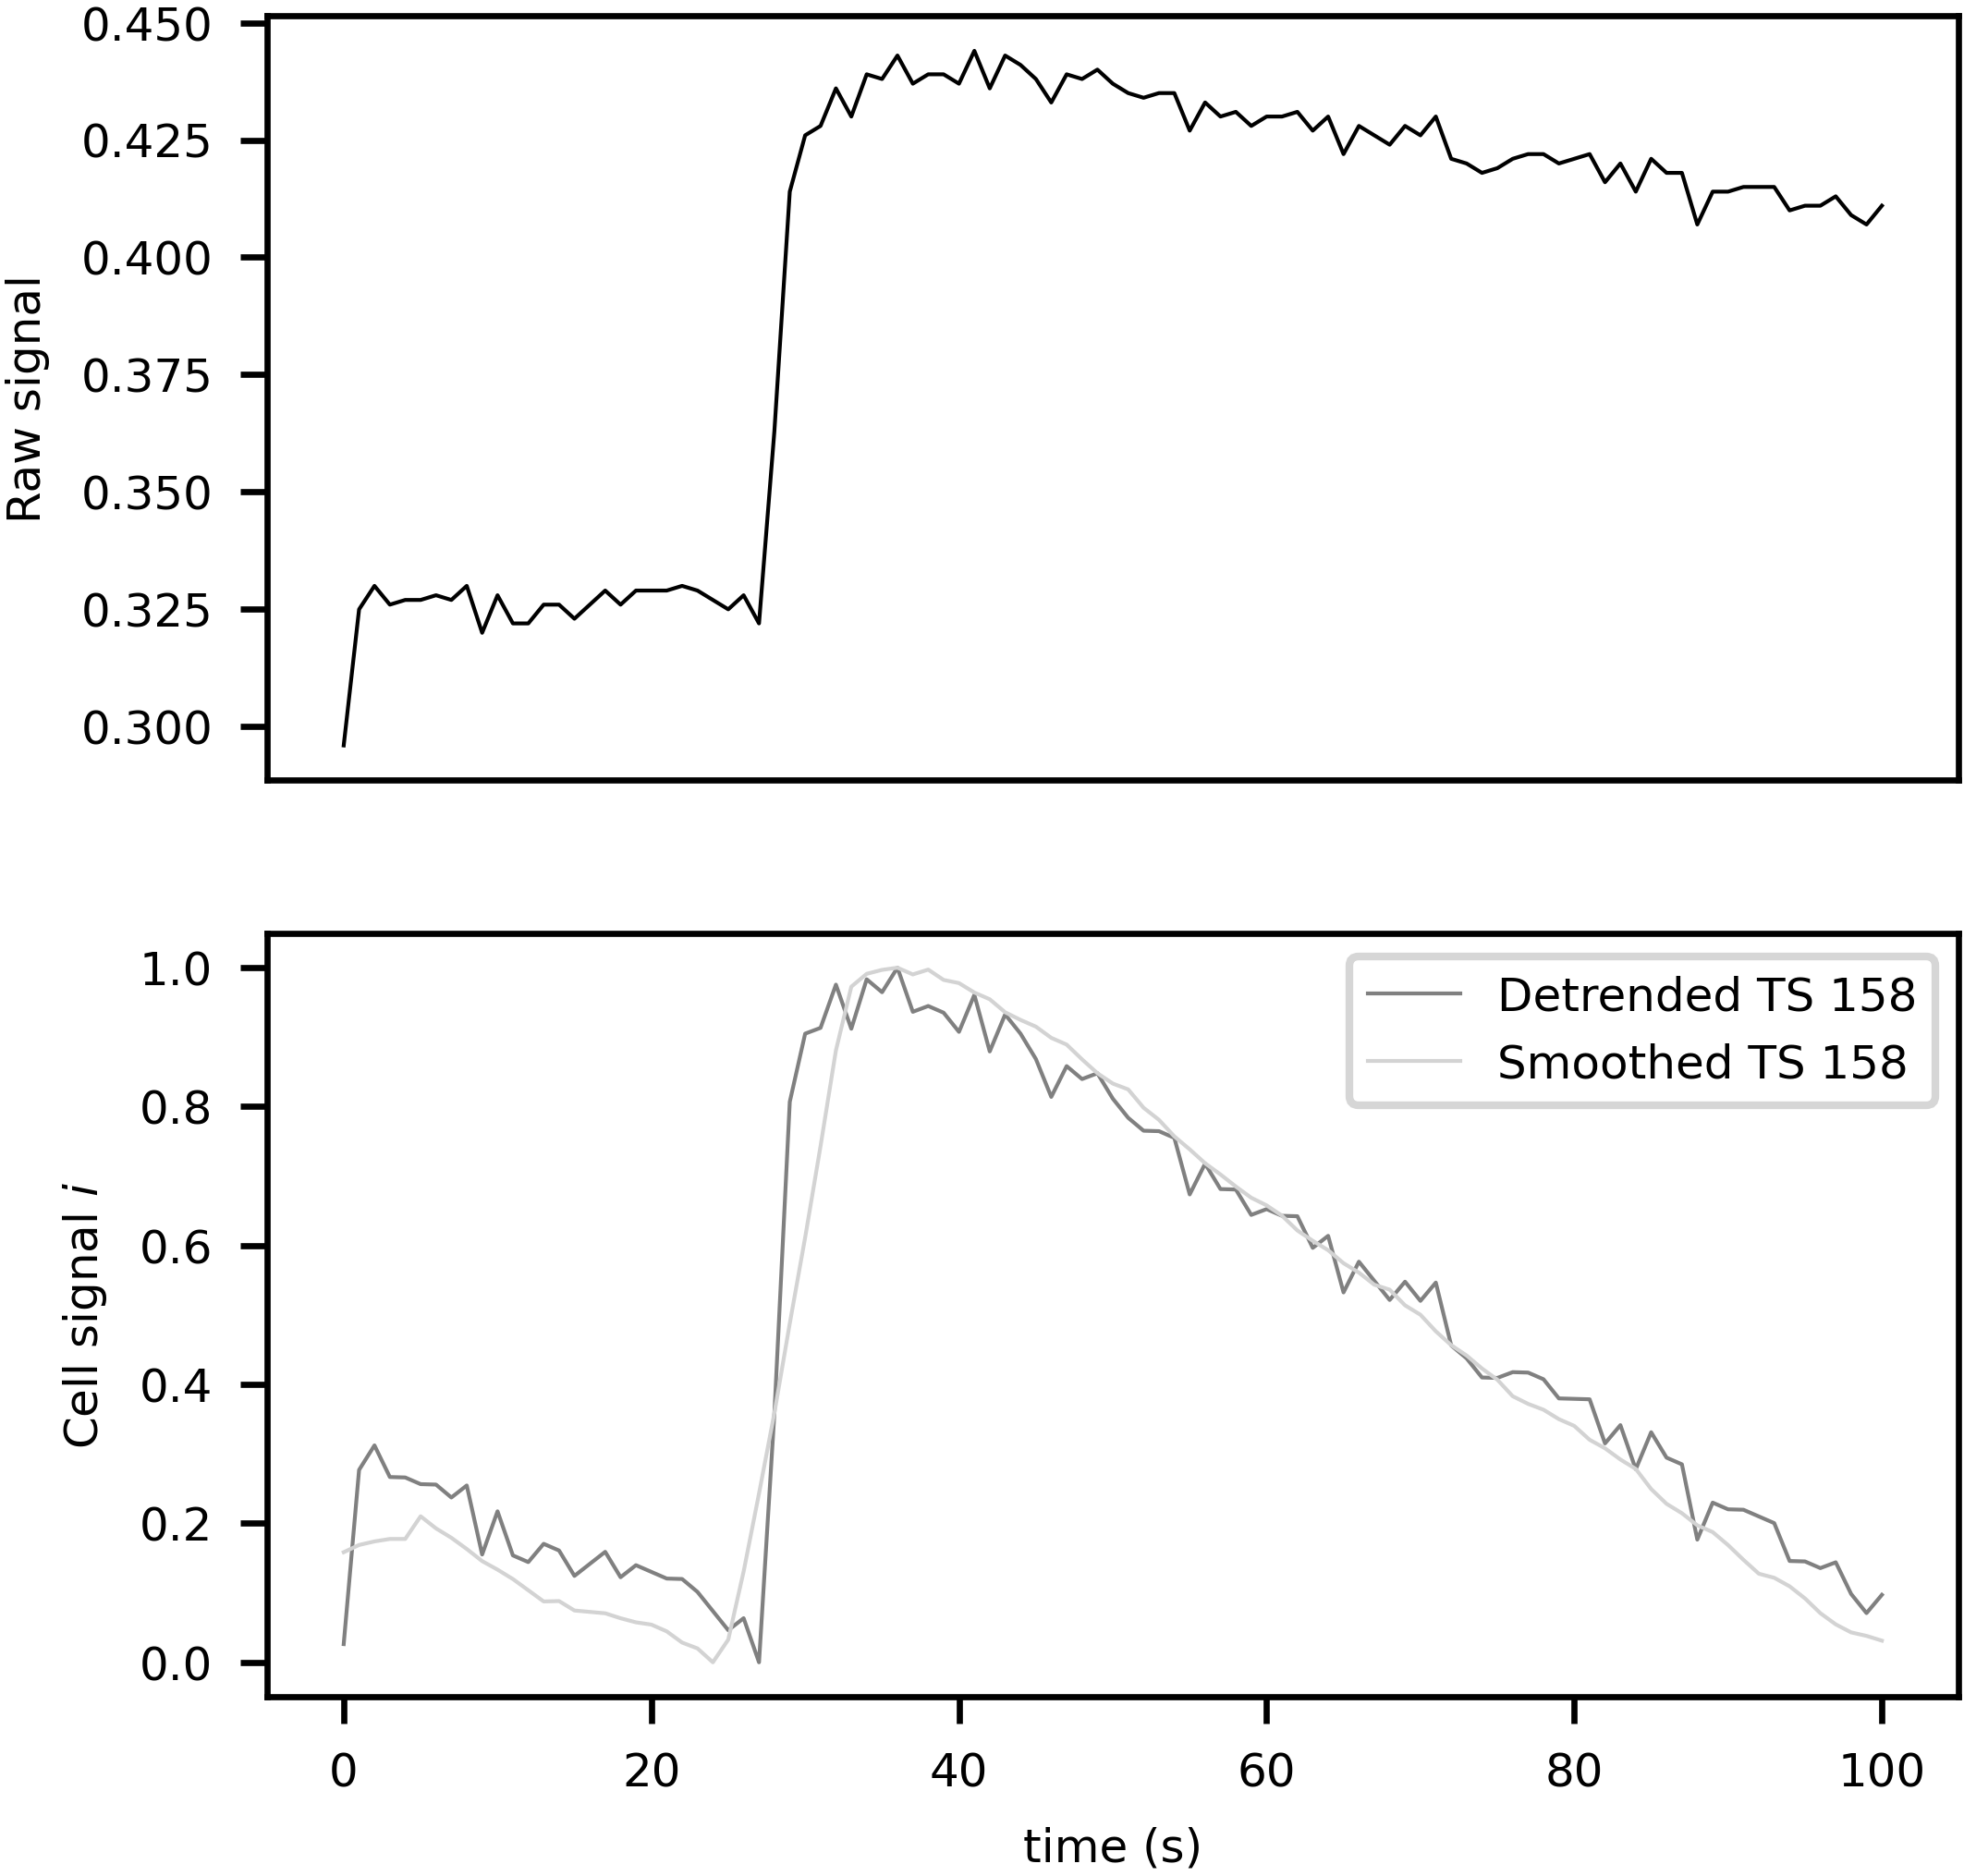 0.450
0.425
0.400
0.375
0.350
0.325
0.300
Raw signal
1.0
0.8
0.6
0.4
0.2
0.0
Cell signal i
Detrended TS 158
Smoothed TS 158
0 20 40 60 80 100
time (s)